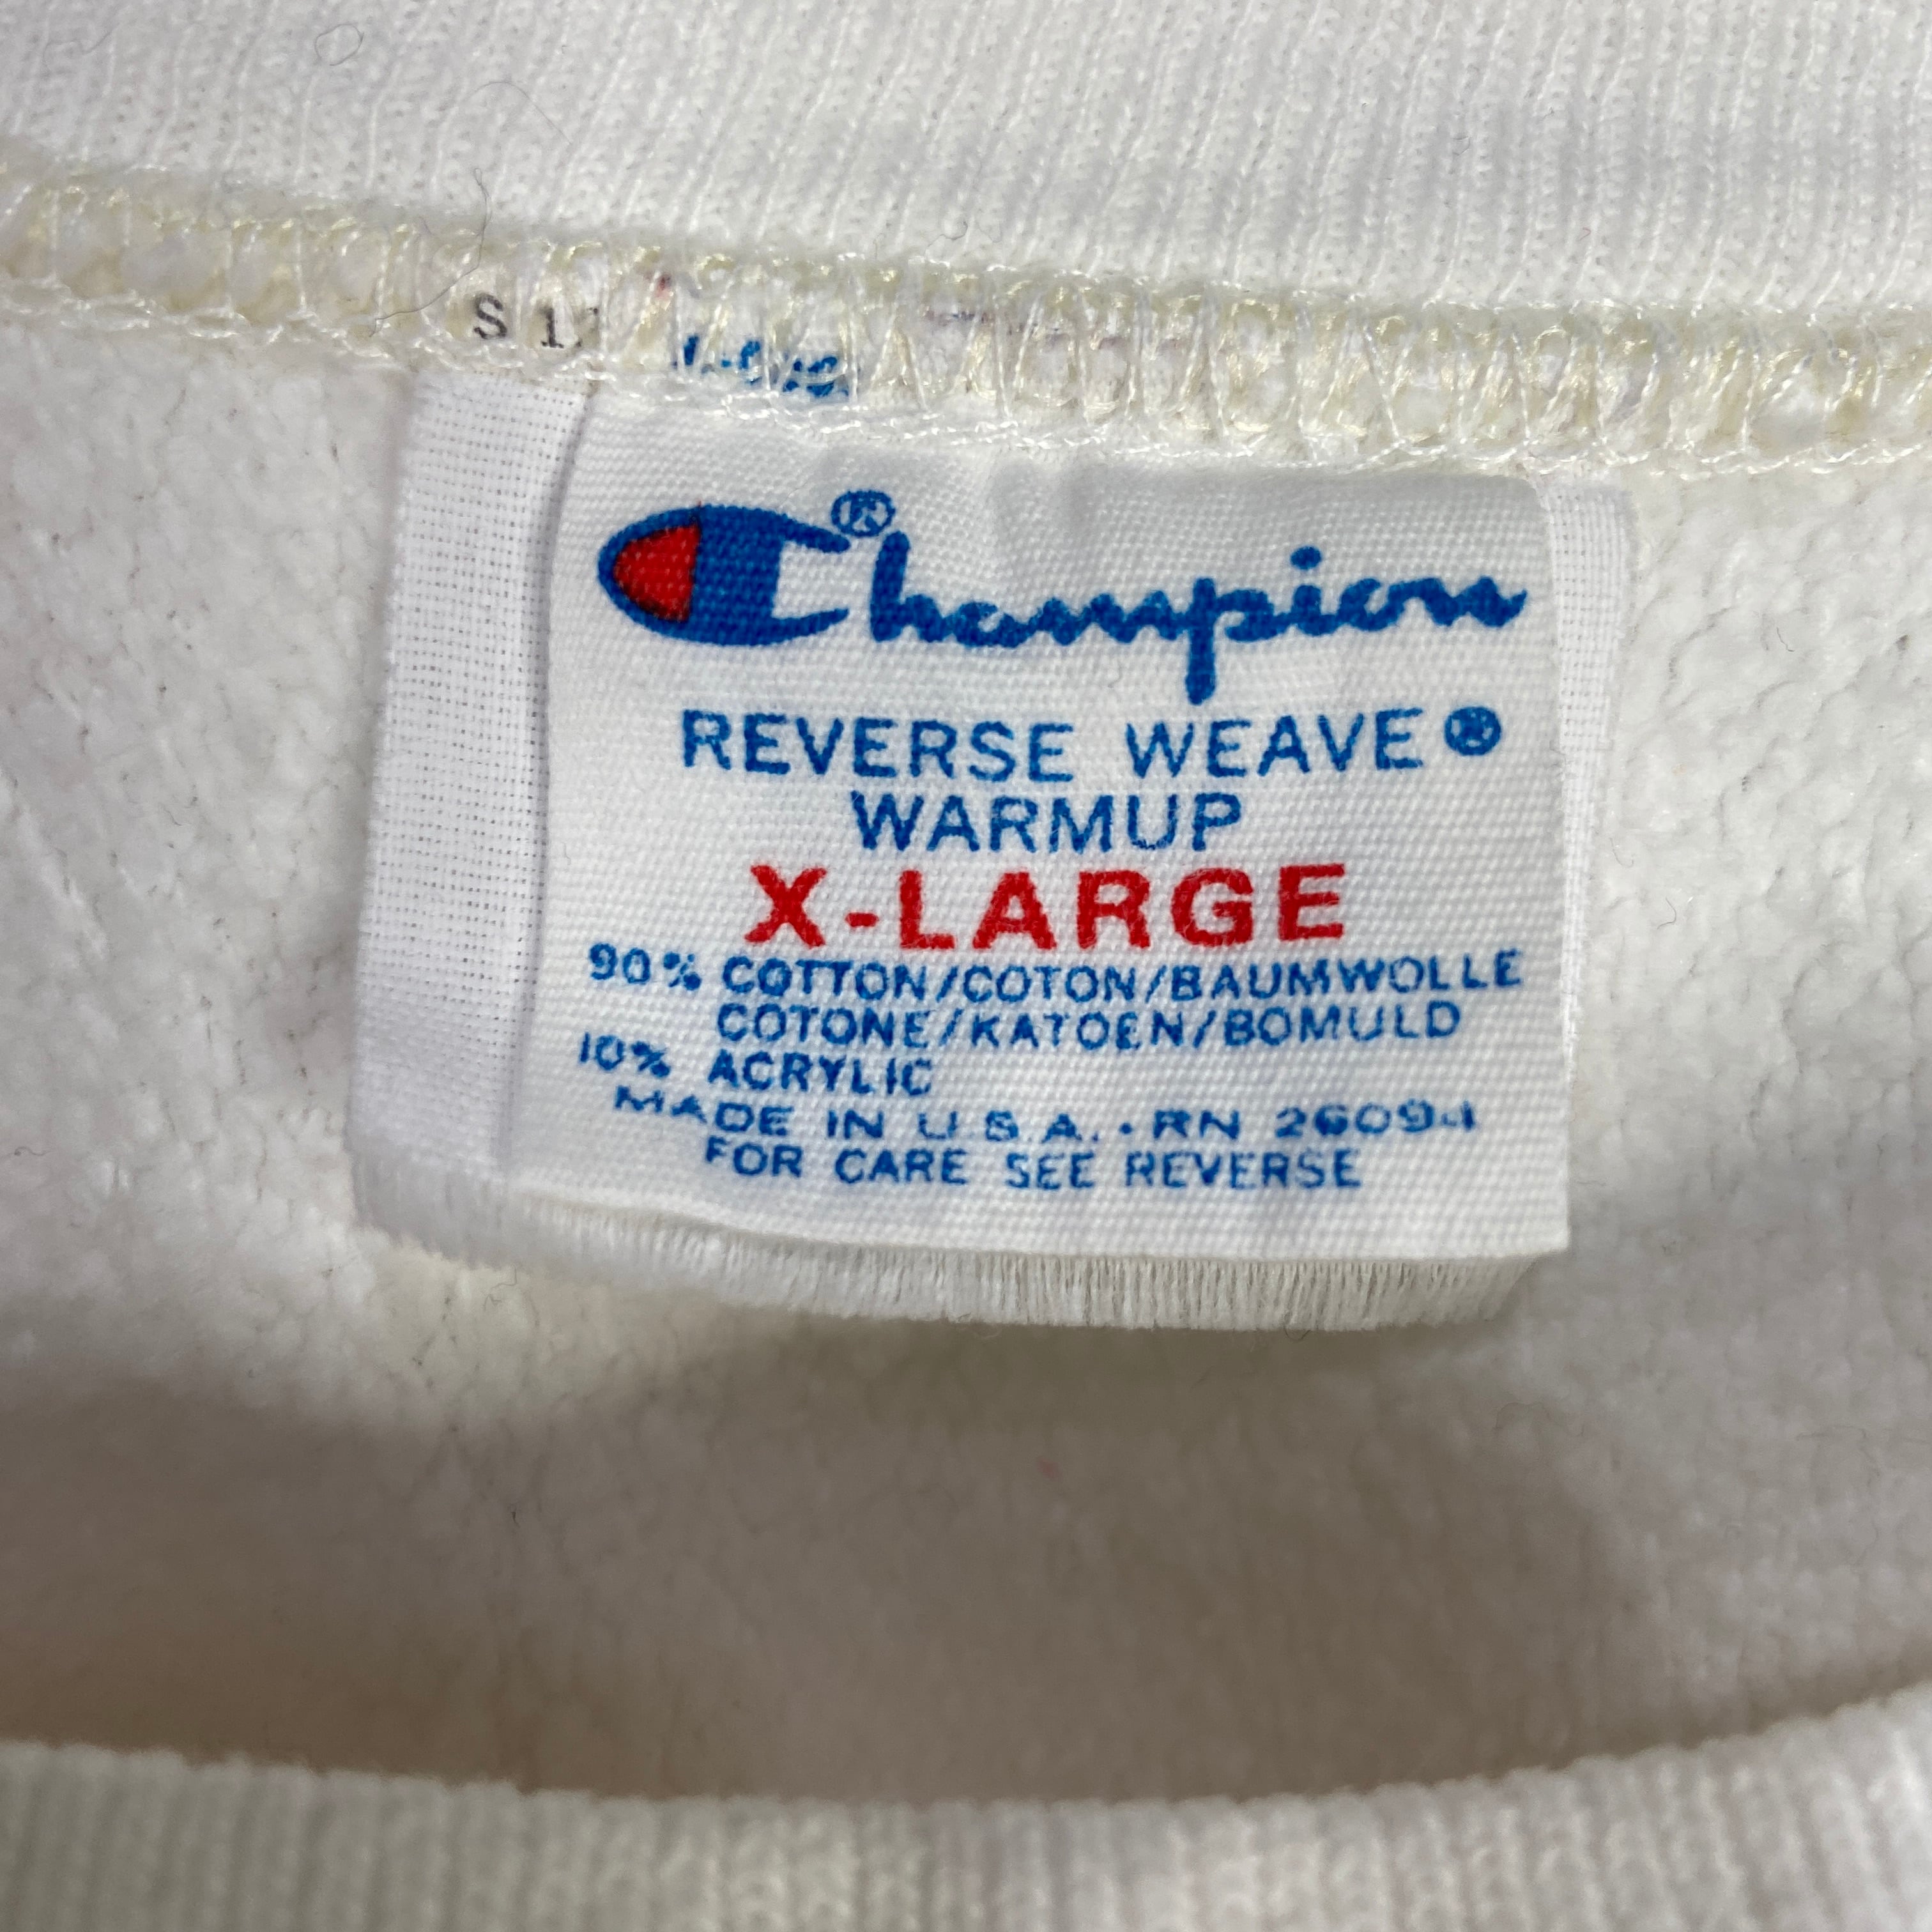 S 1
Champion®
REVERSE WEAVE®
WARMUP
X-LARGE
90% COTTON/COTON/BAUMWOLLE
COTONE/KATOEN/BOMULD
10% ACRYLIC
MADE IN U.S.A. • RN 26094
FOR CARE SEE REVERSE